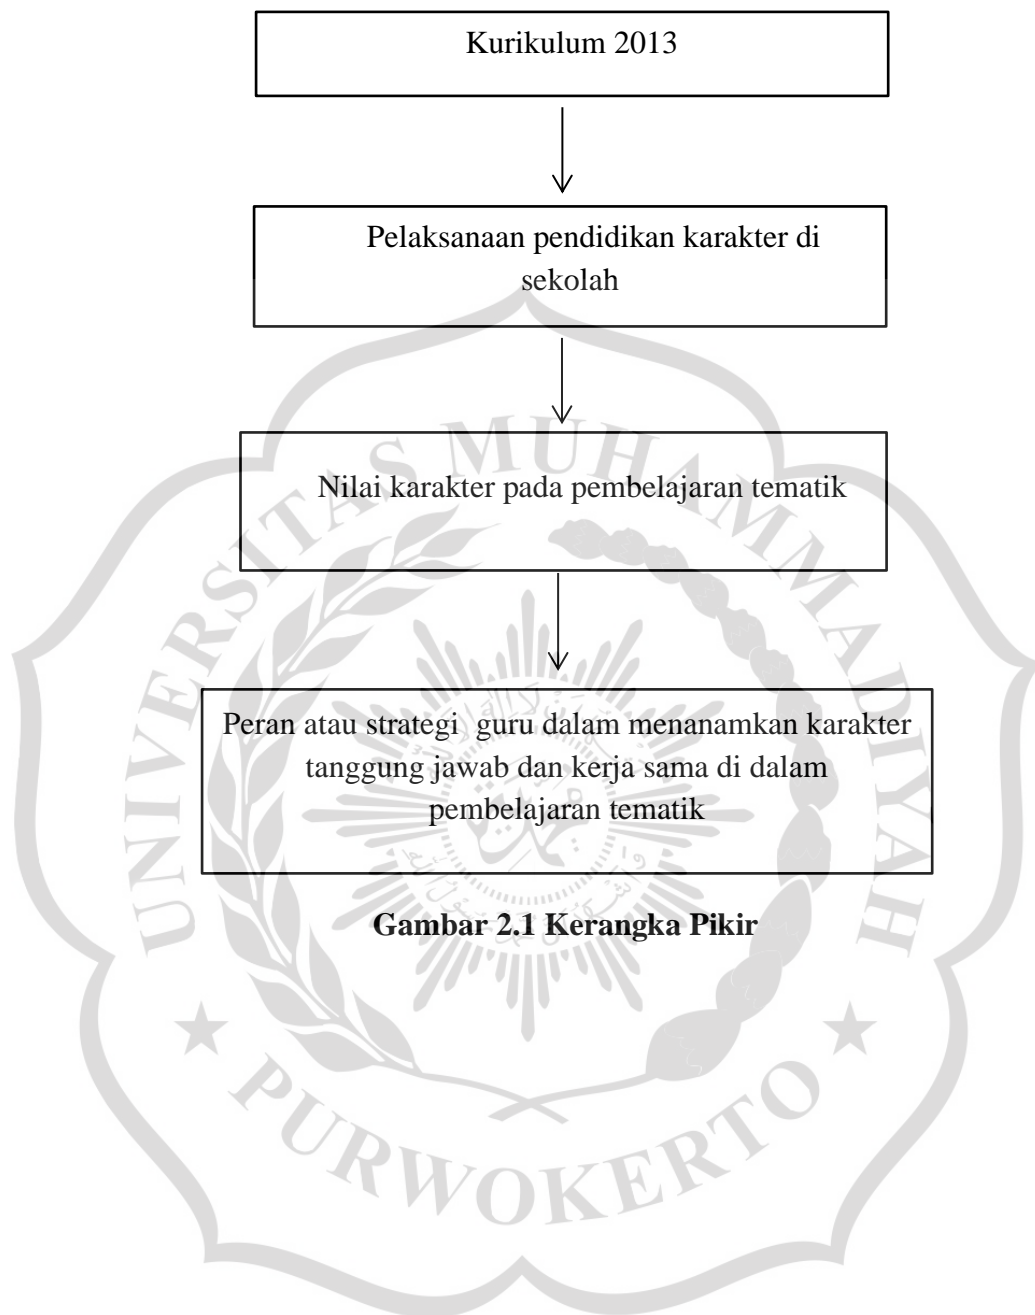 Kurikulum 2013
Pelaksanaan pendidikan karakter di
sekolah
Nilai karakter pada pembelajaran tematik
Peran atau strategi  guru dalam menanamkan karakter
tanggung jawab dan kerja sama di dalam
pembelajaran tematik
Gambar 2.1 Kerangka Pikir
UNIVERSITAS MUHAMMADIYAH
PURWOKERTO